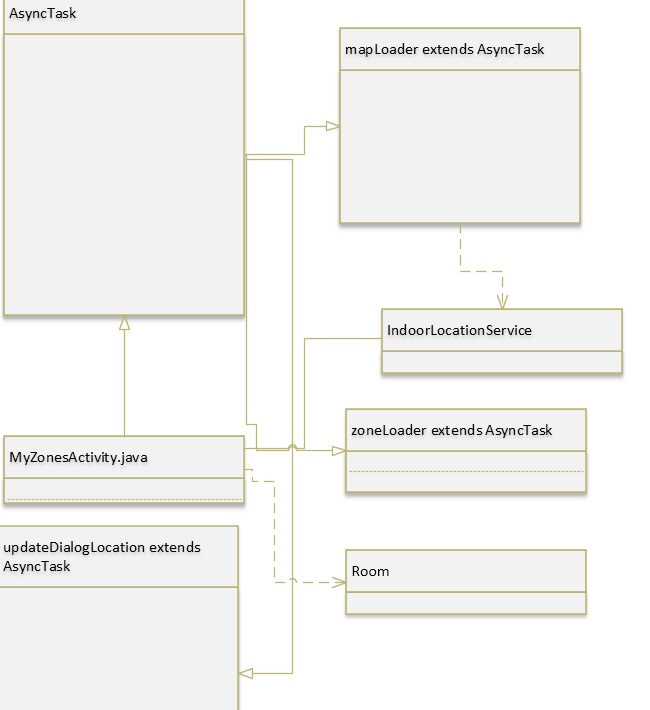 AsyncTask
mapLoader extends AsyncTask
IndoorLocationService
zoneLoader extends AsyncTask
MyZonesActivity.java
updateDialogLocation extends
AsyncTask
Room